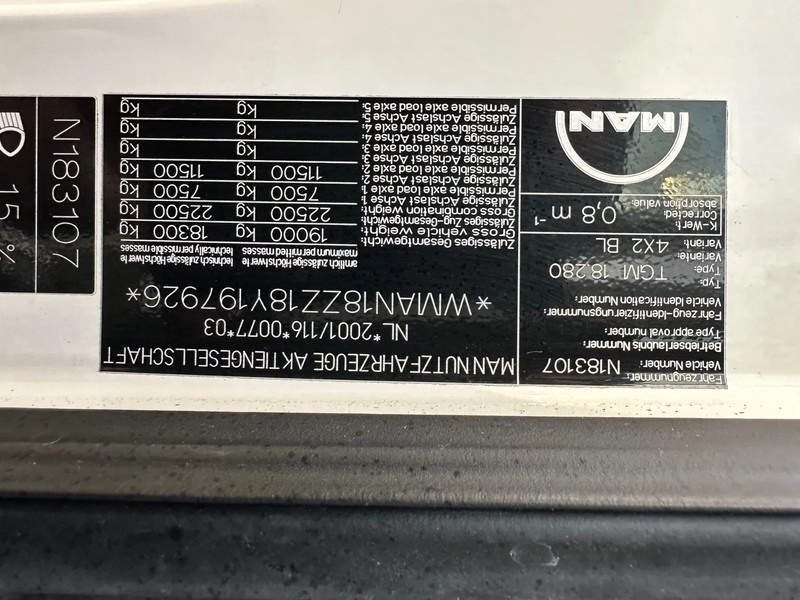 MAN NUTZFAHRZEUGE AKTIENGESELLSCHAFT
NL*2001/116*0077*03
*WMAN18ZZ18Y197926*
amtlich zulässige Höchstwerte technisch zulässige Höchstwerte
maximum permitted masses technically permissible masses
Zulässiges Gesamtgewicht:
Gross vehicle weight: 19000 kg 18300 kg
Zulässiges Zug-Gesamtgewicht:
Gross combination weight: 22500 kg 22500 kg
Zulässige Achslast Achse 1:
Permissible axle load axle 1: 7500 kg 7500 kg
Zulässige Achslast Achse 2:
Permissible axle load axle 2: 11500 kg 11500 kg
Zulässige Achslast Achse 3:
Permissible axle load axle 3: kg kg
Zulässige Achslast Achse 4:
Permissible axle load axle 4: kg kg
Zulässige Achslast Achse 5:
Permissible axle load axle 5: kg kg
Fahrzeugnummer:
Vehicle Number: N183107
Betriebserlaubnis Nummer:
Type approval number:
Fahrzeug-Identifizierungsnummer:
Vehicle Identification Number:
Typ:
Type: TGM 18.280
Variante:
Variant: 4X2 BL
K-Wert:
Corrected
absorption value: 0,8 m-1
MAN
N183107
15 %